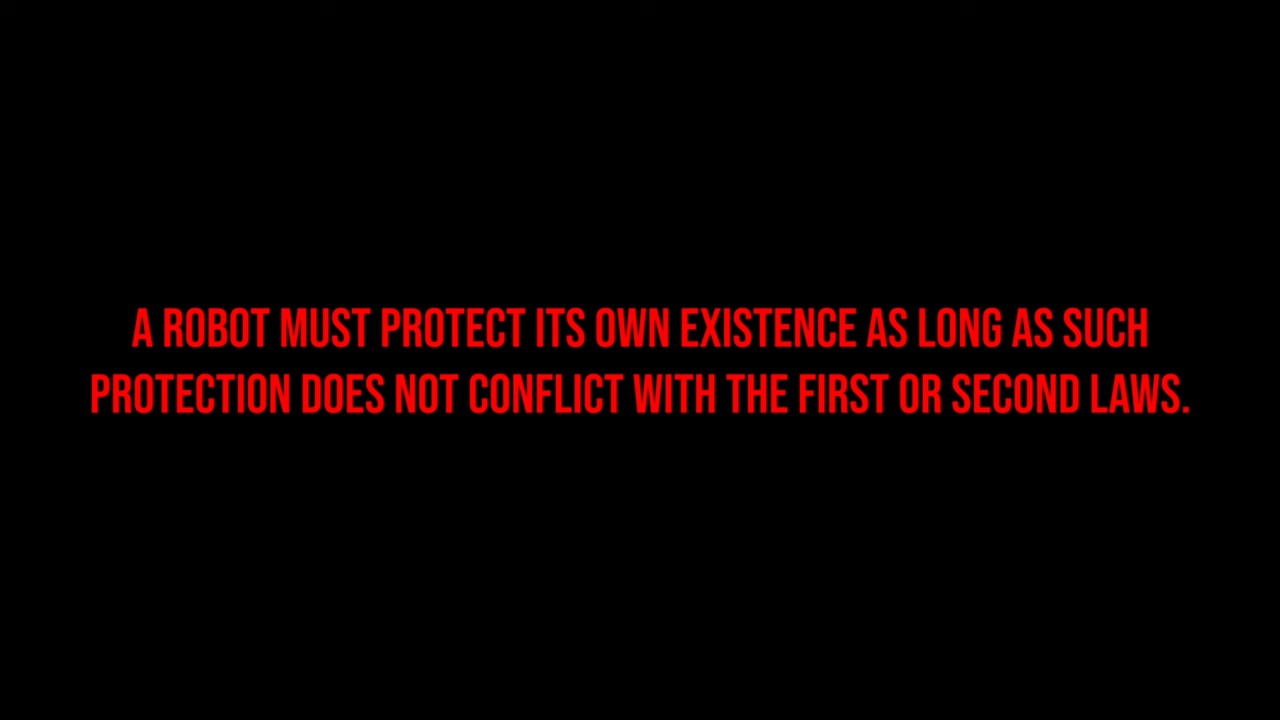 A ROBOT MUST PROTECT ITS OWN EXISTENCE AS LONG AS SUCH
PROTECTION DOES NOT CONFLICT WITH THE FIRST OR SECOND LAWS.